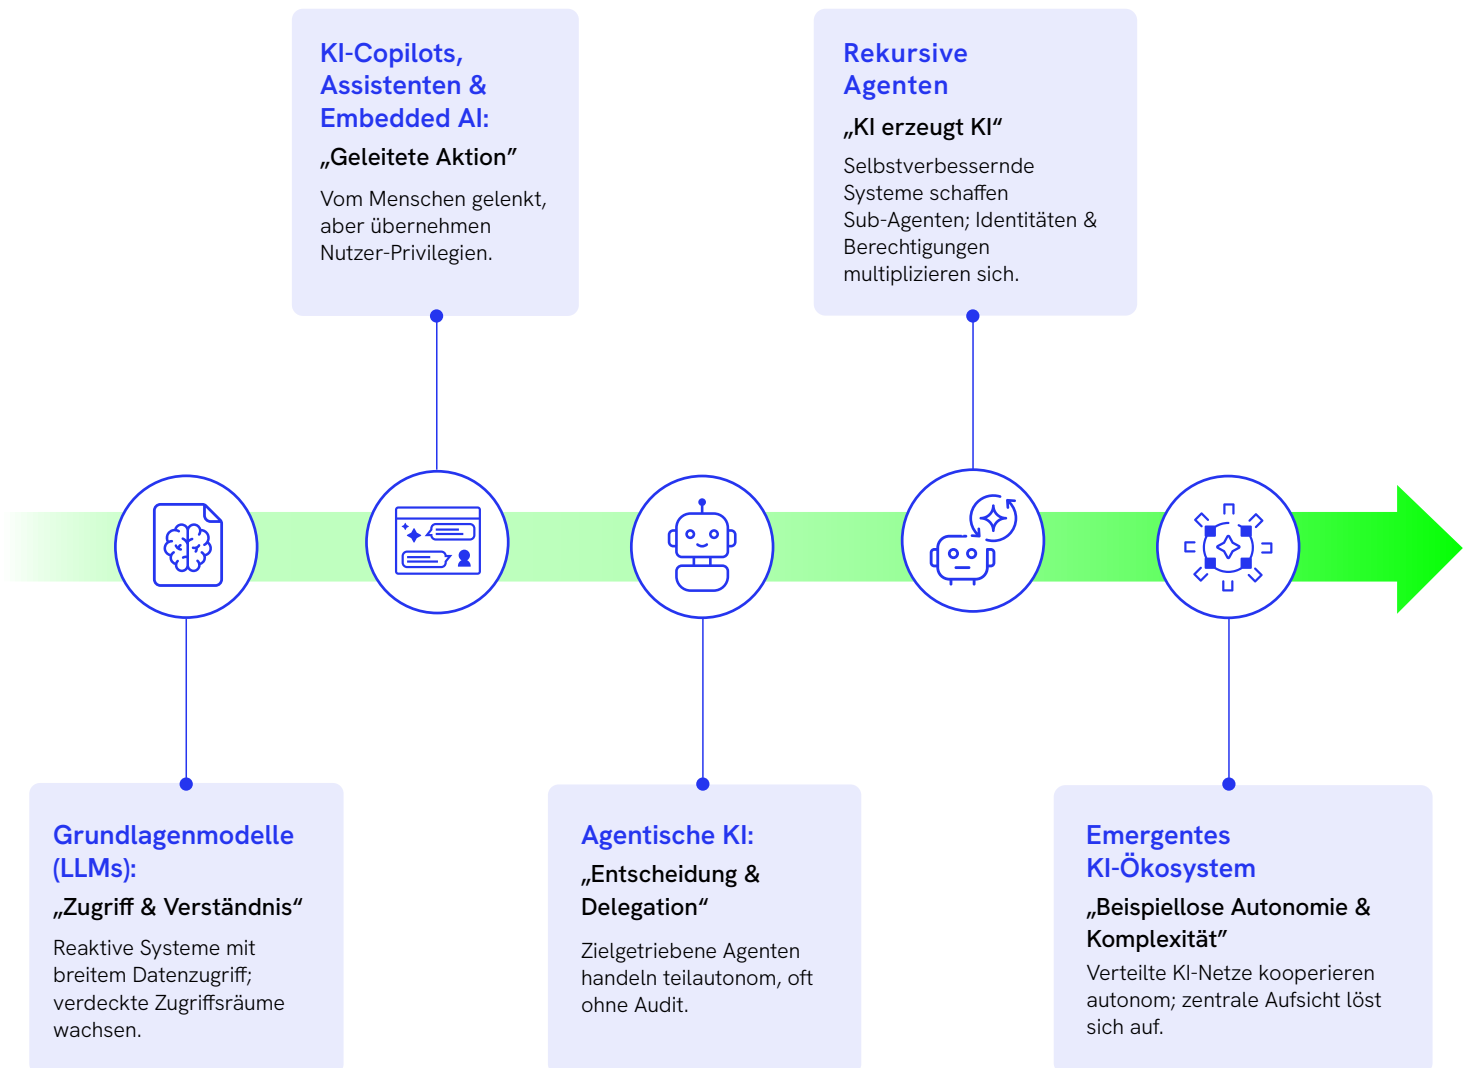 KI-Copilots,
Assistenten &
Embedded AI:
„Geleitete Aktion”
Vom Menschen gelenkt,
aber übernehmen
Nutzer-Privilegien.
Rekursive
Agenten
„KI erzeugt KI“
Selbstverbessernde
Systeme schaffen
Sub-Agenten; Identitäten &
Berechtigungen
multiplizieren sich.
Grundlagenmodelle
(LLMs):
„Zugriff & Verständnis“
Reaktive Systeme mit
breitem Datenzugriff;
verdeckte Zugriffsräume
wachsen.
Agentische KI:
„Entscheidung &
Delegation“
Zielgetriebene Agenten
handeln teilautonom, oft
ohne Audit.
Emergentes
KI-Ökosystem
„Beispiellose Autonomie &
Komplexität”
Verteilte KI-Netze kooperieren
autonom; zentrale Aufsicht löst
sich auf.